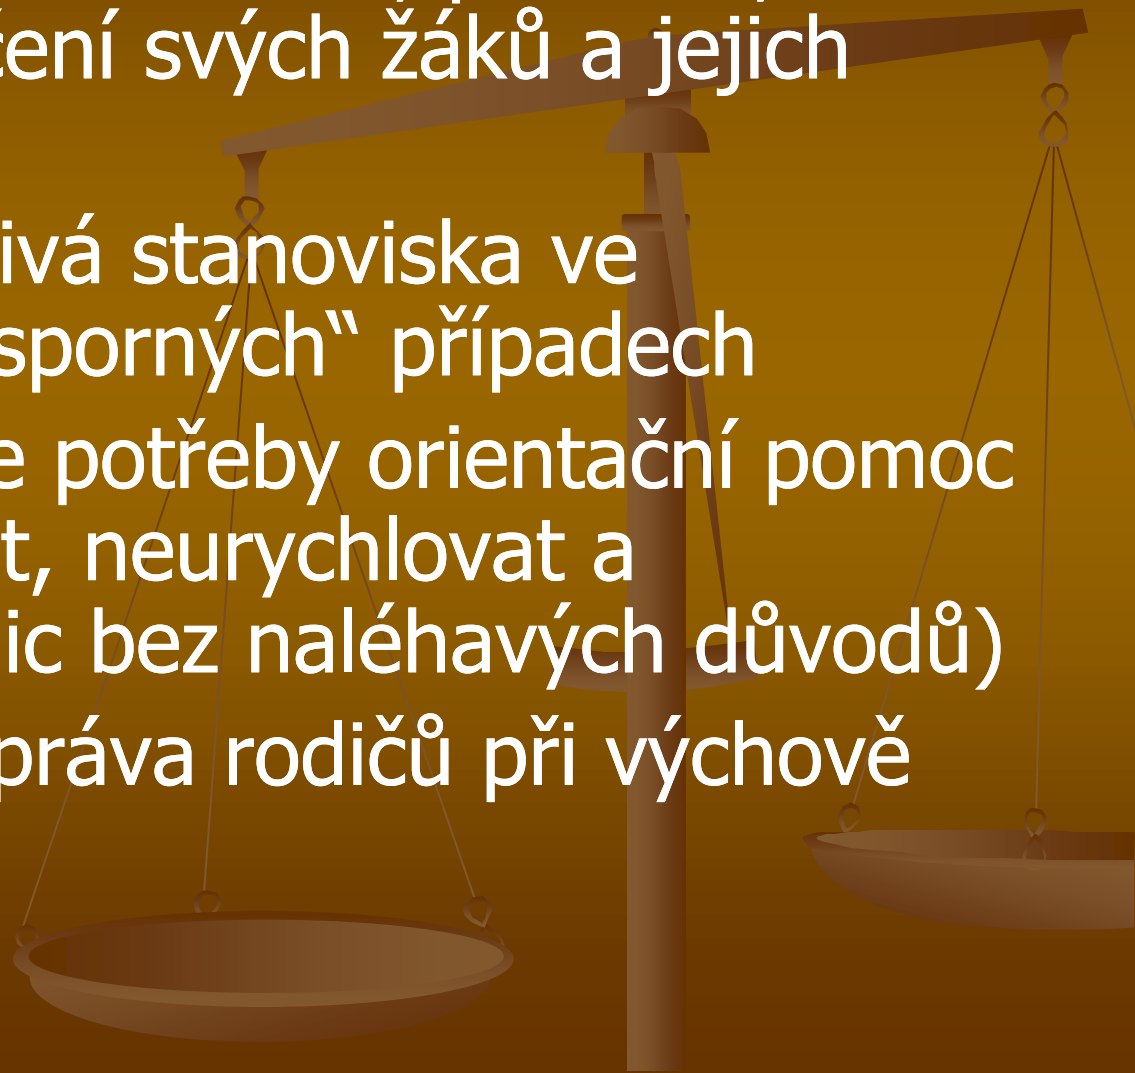 čení svých žáků a jejich
ivá stanoviska ve
sporných“ případech
e potřeby orientační pomoc
t, neurychlovat a
ic bez naléhavých důvodů)
práva rodičů při výchově